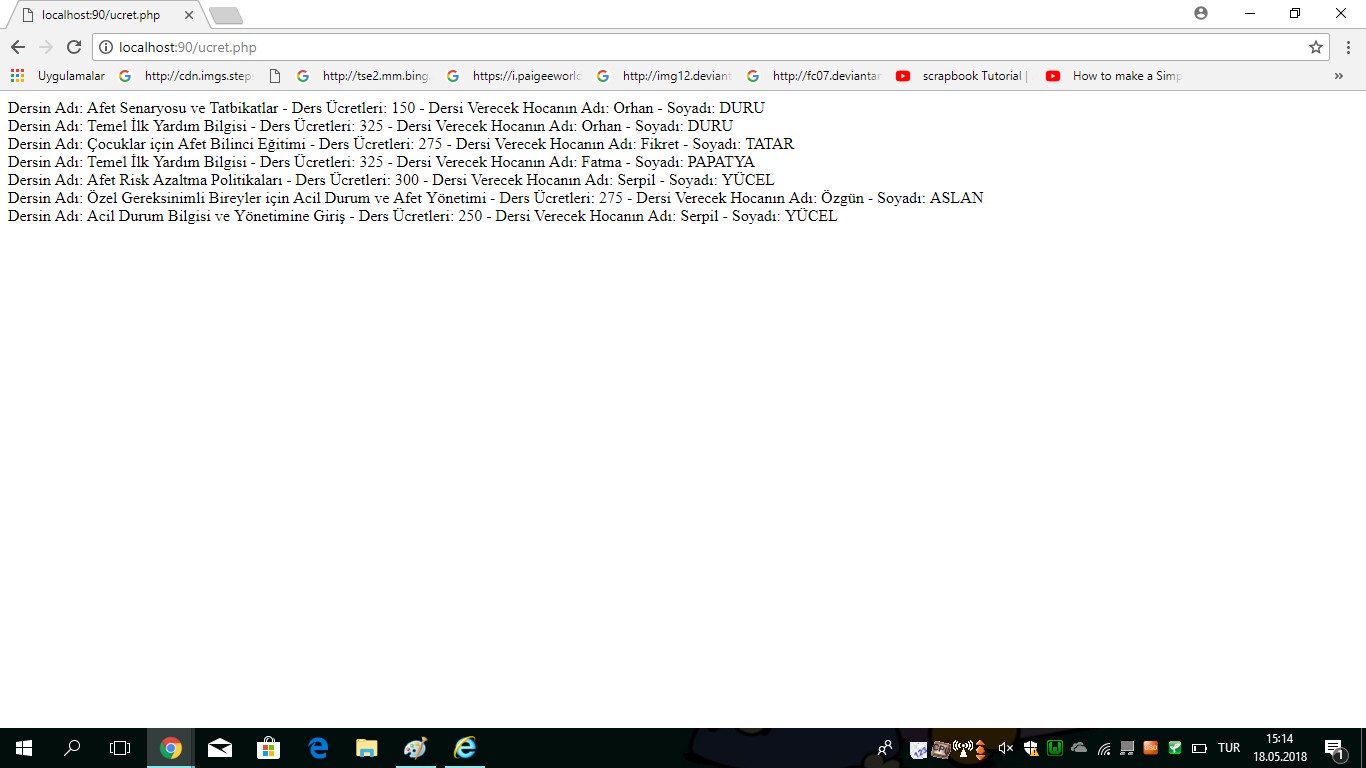 localhost:90/ucret.php
localhost:90/ucret.php
Uygulamalar http://cdn.imgs.steps http://tse2.mm.bing. https://i.paigeeworld http://img12.deviant http://fc07.deviantar scrapbook Tutorial | How to make a Simp »
Dersin Adı: Afet Senaryosu ve Tatbikatlar - Ders Ücretleri: 150 - Dersi Verecek Hocanın Adı: Orhan - Soyadı: DURU
Dersin Adı: Temel İlk Yardım Bilgisi - Ders Ücretleri: 325 - Dersi Verecek Hocanın Adı: Orhan - Soyadı: DURU
Dersin Adı: Çocuklar için Afet Bilinci Eğitimi - Ders Ücretleri: 275 - Dersi Verecek Hocanın Adı: Fikret - Soyadı: TATAR
Dersin Adı: Temel İlk Yardım Bilgisi - Ders Ücretleri: 325 - Dersi Verecek Hocanın Adı: Fatma - Soyadı: PAPATYA
Dersin Adı: Afet Risk Azaltma Politikaları - Ders Ücretleri: 300 - Dersi Verecek Hocanın Adı: Serpil - Soyadı: YÜCEL
Dersin Adı: Özel Gereksinimli Bireyler için Acil Durum ve Afet Yönetimi - Ders Ücretleri: 275 - Dersi Verecek Hocanın Adı: Özgün - Soyadı: ASLAN
Dersin Adı: Acil Durum Bilgisi ve Yönetimine Giriş - Ders Ücretleri: 250 - Dersi Verecek Hocanın Adı: Serpil - Soyadı: YÜCEL
TUR
15:14
18.05.2018
1